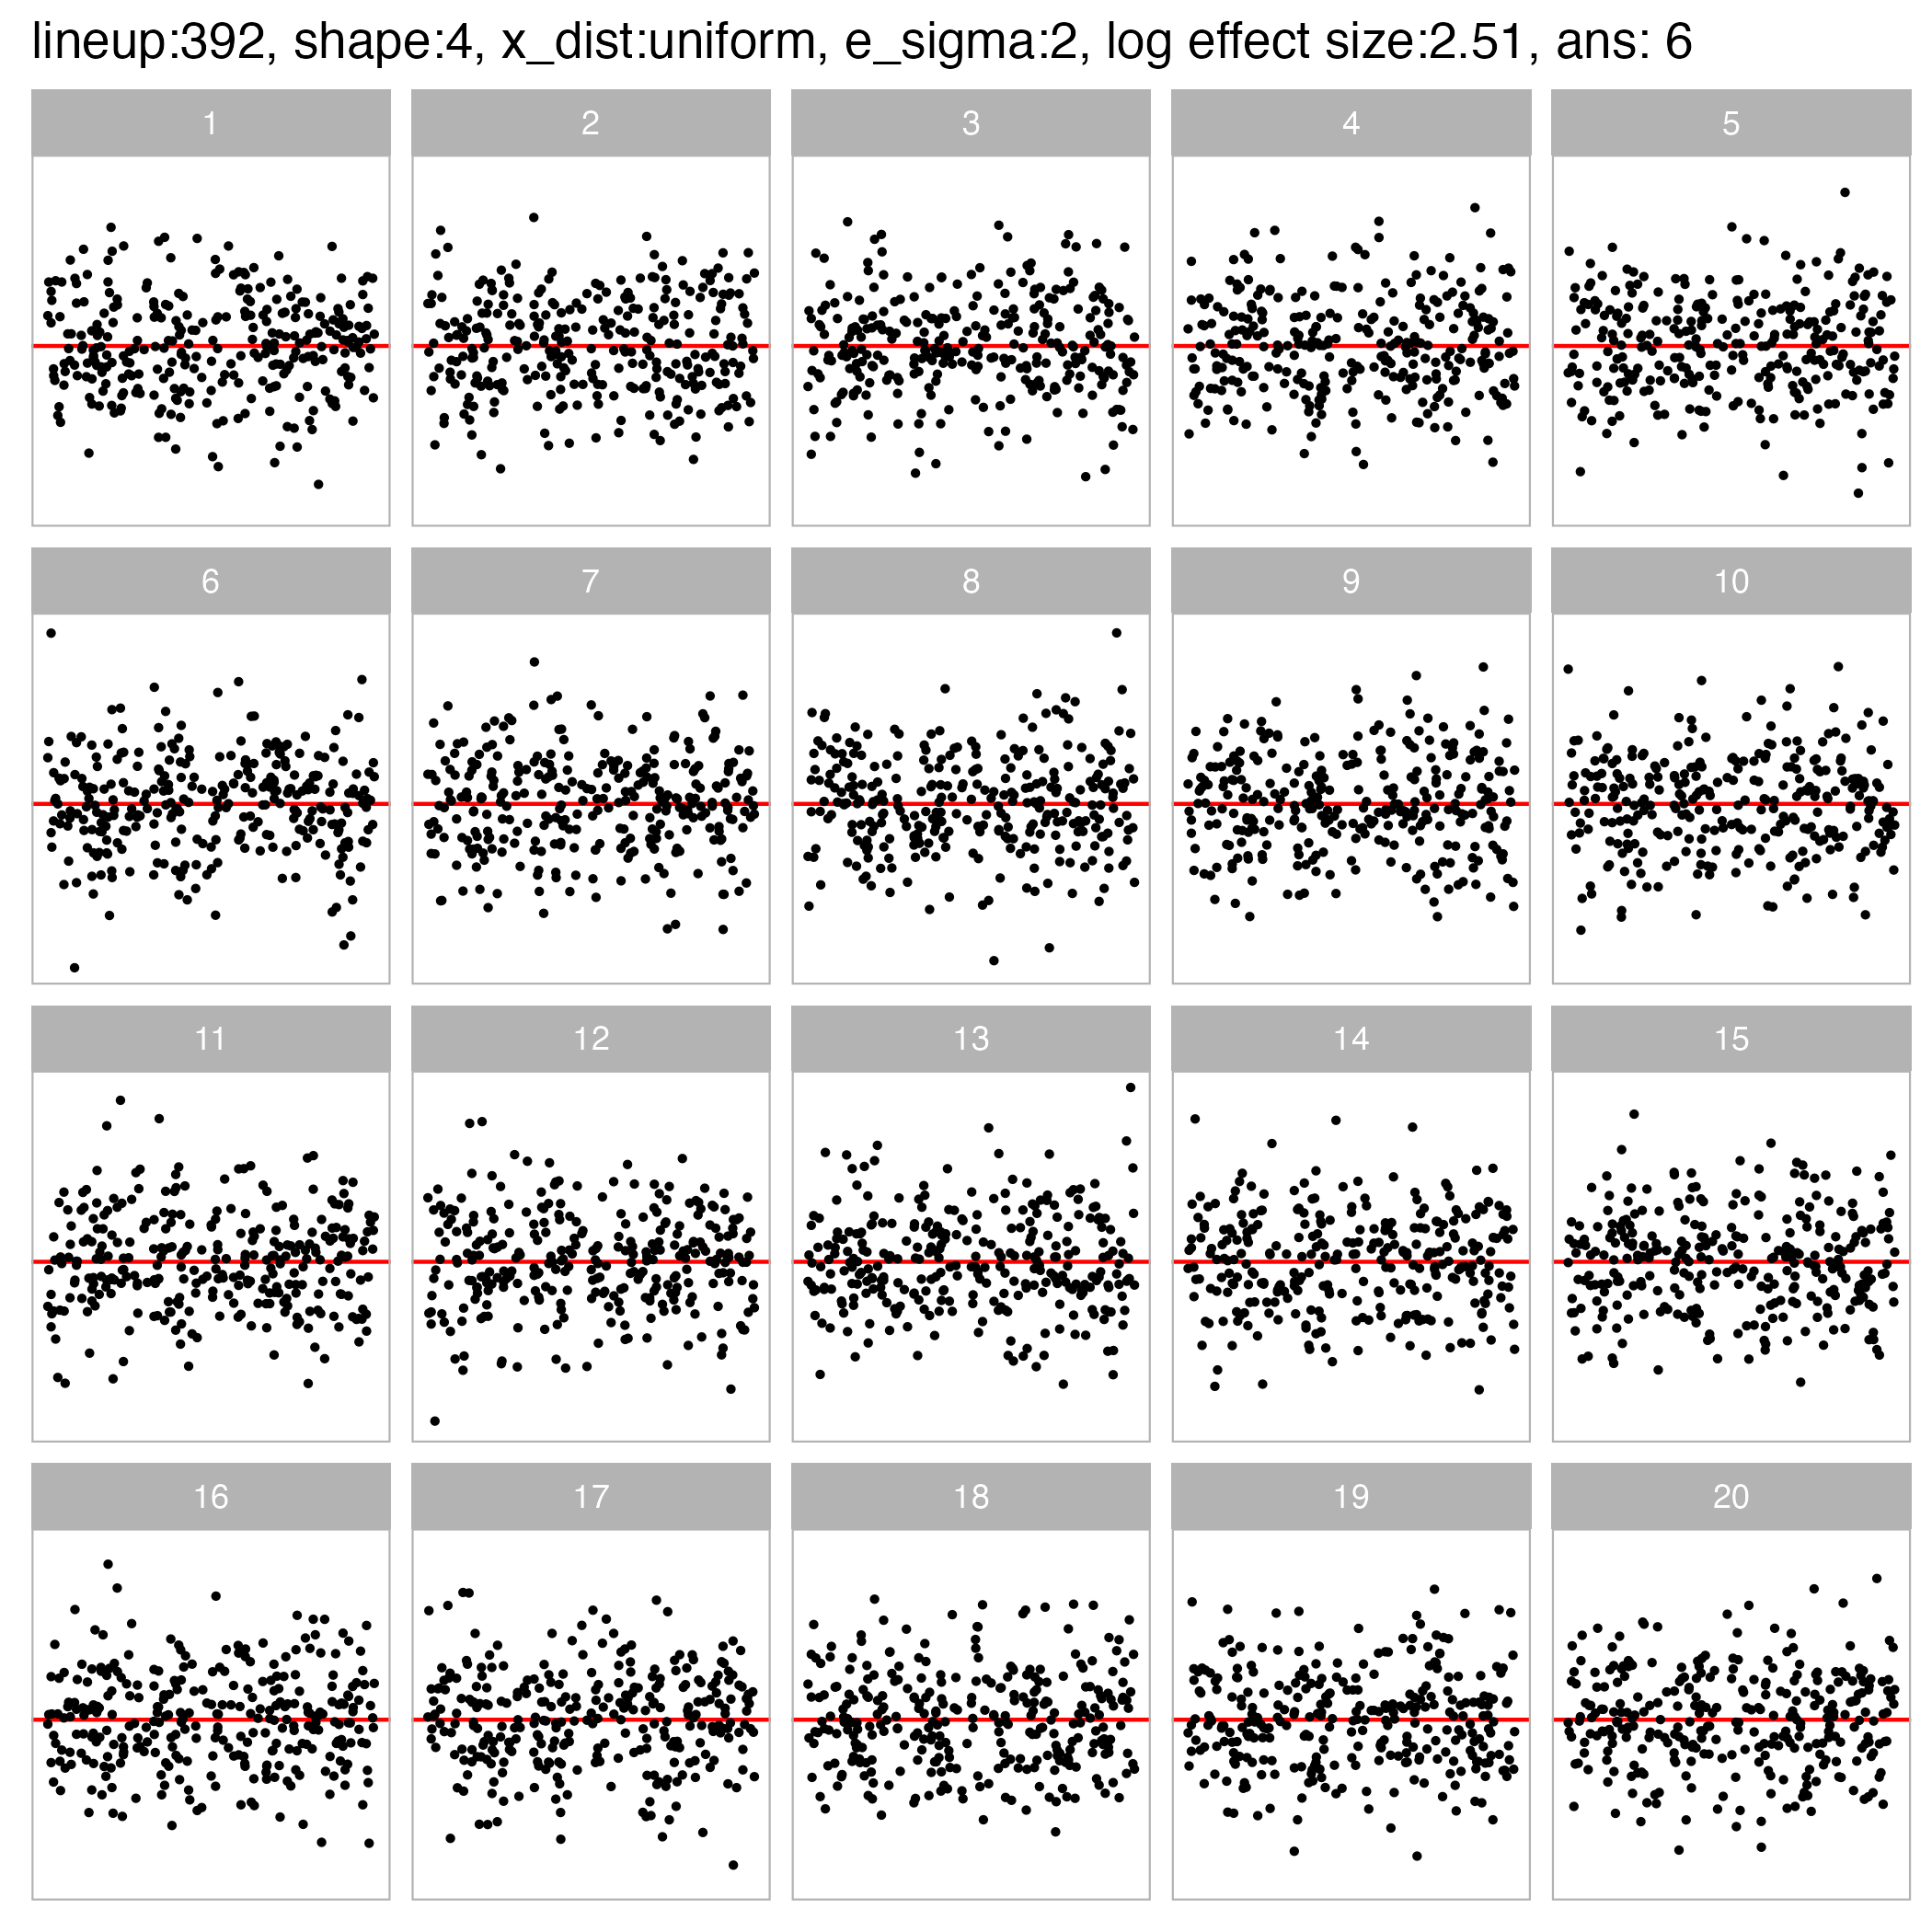 lineup:392, shape:4, x_dist:uniform, e_sigma:2, log effect size:2.51, ans: 6
1 2 3 4 5
6 7 8 9 10
11 12 13 14 15
16 17 18 19 20